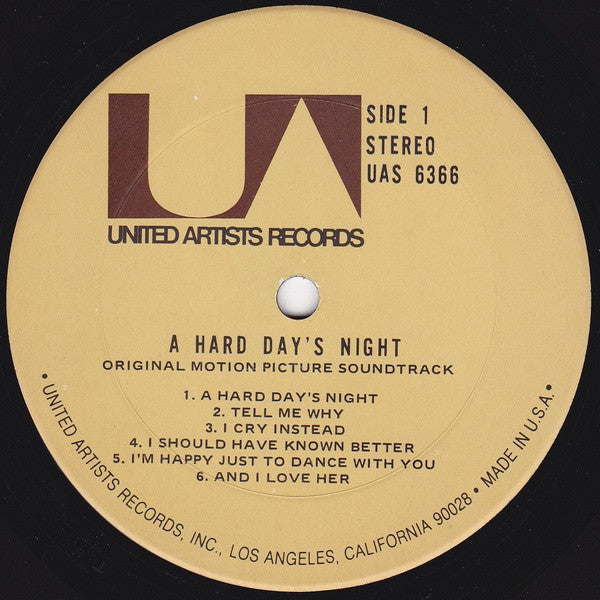 UA
SIDE 1
STEREO
UAS 6366
UNITED ARTISTS RECORDS
A HARD DAY'S NIGHT
ORIGINAL MOTION PICTURE SOUNDTRACK
1. A HARD DAY'S NIGHT
2. TELL ME WHY
3. I CRY INSTEAD
4. I SHOULD HAVE KNOWN BETTER
5. I'M HAPPY JUST TO DANCE WITH YOU
6. AND I LOVE HER
• UNITED ARTISTS RECORDS, INC., LOS ANGELES, CALIFORNIA 90028 • MADE IN U.S.A. •